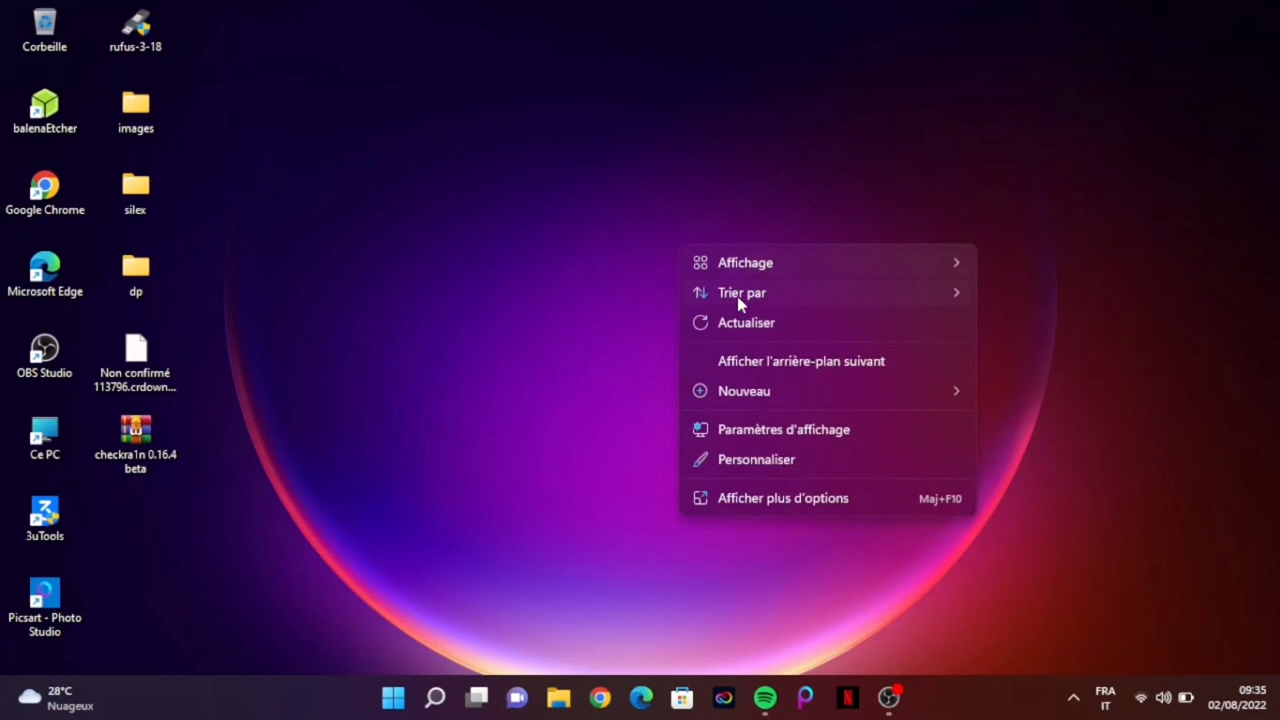 Corbeille
rufus-3-18
balenaEtcher
images
Google Chrome
silex
Microsoft Edge
dp
OBS Studio
Non confirmé
113796.crdown...
Ce PC
checkra1n 0.16.4
beta
3uTools
Picsart - Photo
Studio
Affichage
Trier par
Actualiser
Afficher l'arrière-plan suivant
Nouveau
Paramètres d'affichage
Personnaliser
Afficher plus d'options Maj+F10
28°C
Nuageux
FRA
IT
09:35
02/08/2022